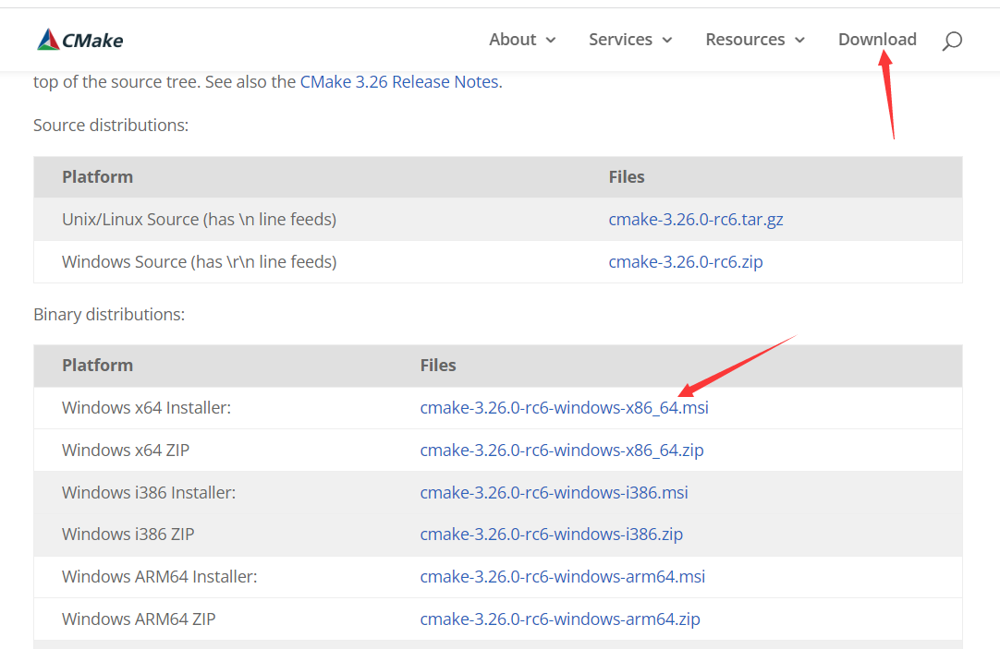 CMake
About
Services
Resources
Download
top of the source tree. See also the CMake 3.26 Release Notes.
Source distributions:
Platform Files
Unix/Linux Source (has \n line feeds) cmake-3.26.0-rc6.tar.gz
Windows Source (has \r\n line feeds) cmake-3.26.0-rc6.zip
Binary distributions:
Platform Files
Windows x64 Installer: cmake-3.26.0-rc6-windows-x86_64.msi
Windows x64 ZIP cmake-3.26.0-rc6-windows-x86_64.zip
Windows i386 Installer: cmake-3.26.0-rc6-windows-i386.msi
Windows i386 ZIP cmake-3.26.0-rc6-windows-i386.zip
Windows ARM64 Installer: cmake-3.26.0-rc6-windows-arm64.msi
Windows ARM64 ZIP cmake-3.26.0-rc6-windows-arm64.zip